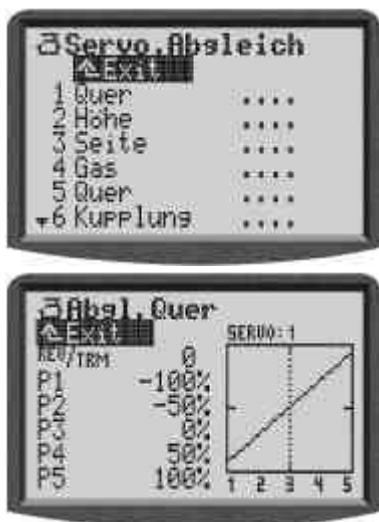 Servo.Abgleich
Exit
1 Quer ....
2 Höhe ....
3 Seite ....
4 Gas ....
5 Quer ....
6 Kupplung ....
Abgl.Quer
Exit
SERVO:1
REV/TRM 0
P1 -100%
P2 -50%
P3 0%
P4 50%
P5 100%
1 2 3 4 5